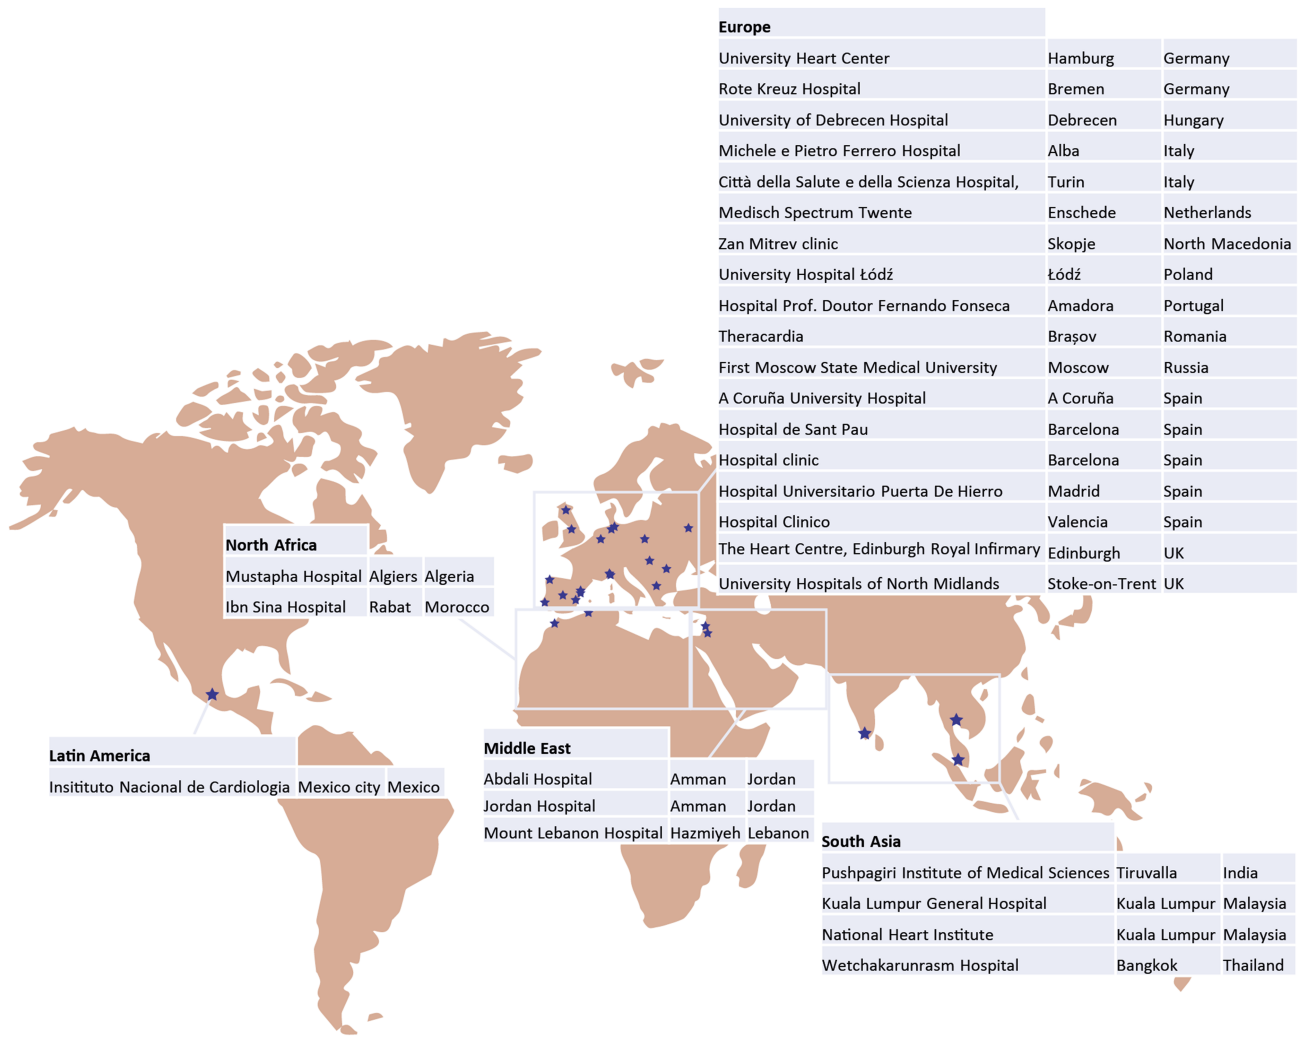 Europe
University Heart Center Hamburg Germany
Rote Kreuz Hospital Bremen Germany
University of Debrecen Hospital Debrecen Hungary
Michele e Pietro Ferrero Hospital Alba Italy
Città della Salute e della Scienza Hospital, Turin Italy
Medisch Spectrum Twente Enschede Netherlands
Zan Mitrev clinic Skopje North Macedonia
University Hospital Łódź Łódź Poland
Hospital Prof. Doutor Fernando Fonseca Amadora Portugal
Theracardia Brașov Romania
First Moscow State Medical University Moscow Russia
A Coruña University Hospital A Coruña Spain
Hospital de Sant Pau Barcelona Spain
Hospital clinic Barcelona Spain
Hospital Universitario Puerta De Hierro Madrid Spain
Hospital Clinico Valencia Spain
The Heart Centre, Edinburgh Royal Infirmary Edinburgh UK
University Hospitals of North Midlands Stoke-on-Trent UK
North Africa
Mustapha Hospital Algiers Algeria
Ibn Sina Hospital Rabat Morocco
Latin America
Insitituto Nacional de Cardiologia Mexico city Mexico
Middle East
Abdali Hospital Amman Jordan
Jordan Hospital Amman Jordan
Mount Lebanon Hospital Hazmiyeh Lebanon
South Asia
Pushpagiri Institute of Medical Sciences Tiruvalla India
Kuala Lumpur General Hospital Kuala Lumpur Malaysia
National Heart Institute Kuala Lumpur Malaysia
Wetchakarunrasm Hospital Bangkok Thailand